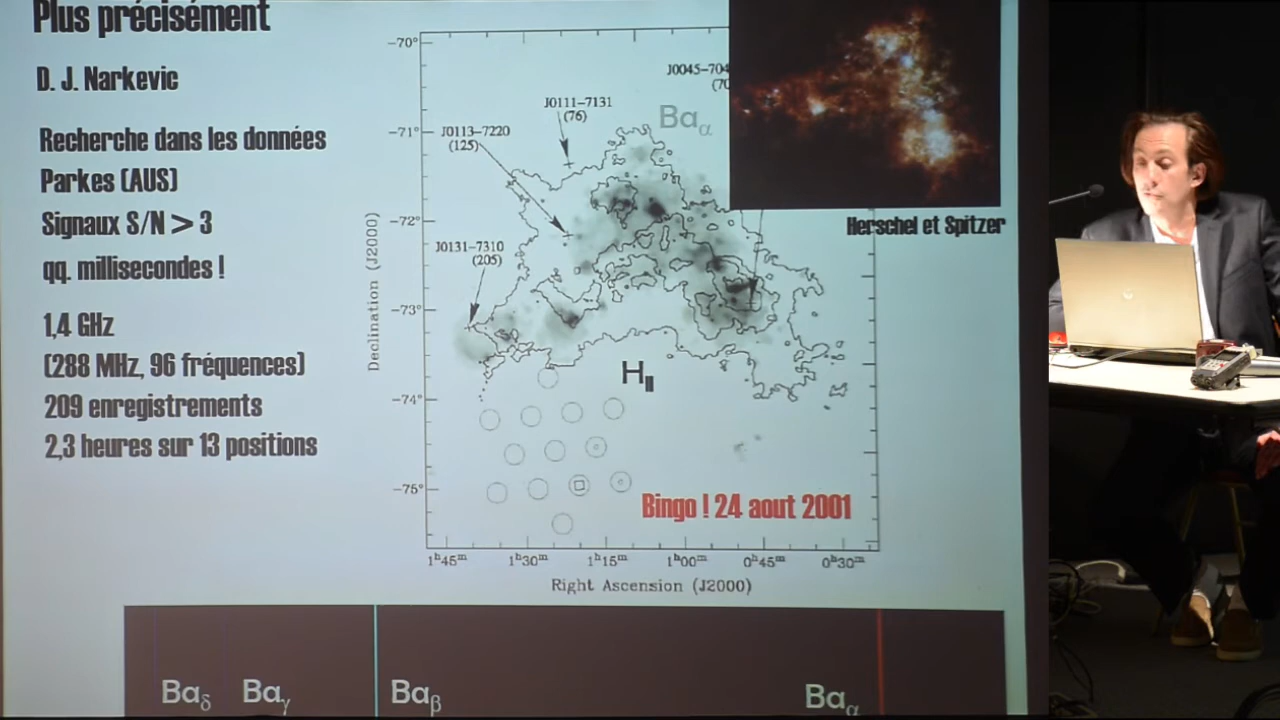 Plus précisément
D. J. Narkevic
Recherche dans les données
Parkes (AUS)
Signaux S/N > 3
qq. millisecondes !
1,4 GHz
(288 MHz, 96 fréquences)
209 enregistrements
2,3 heures sur 13 positions
J0045-704
(70
J0111-7131
(76)
J0113-7220
(125)
J0131-7310
(205)
Baα
HII
Herschel et Spitzer
Bingo ! 24 aout 2001
Declination (J2000)
-70°
-71°
-72°
-73°
-74°
-75°
1h45m 1h30m 1h15m 1h00m 0h45m 0h30m
Right Ascension (J2000)
Baδ Baγ Baβ Baα